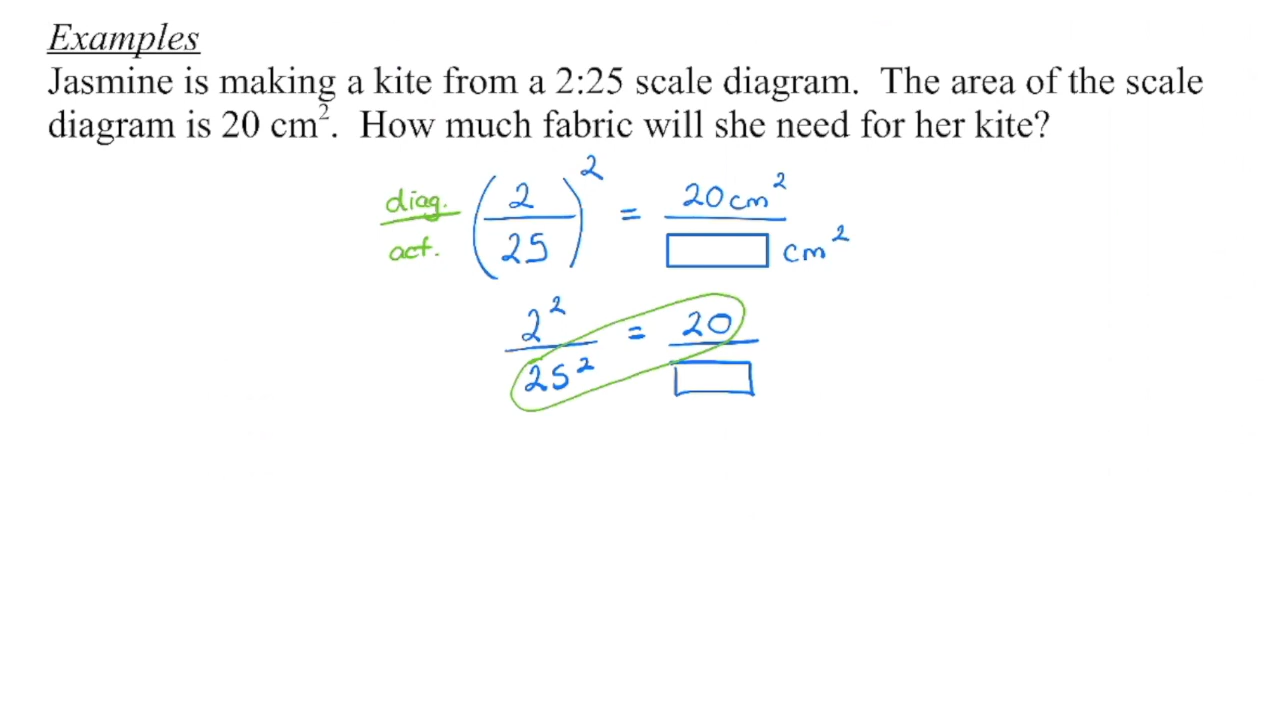 Examples
Jasmine is making a kite from a 2:25 scale diagram. The area of the scale
diagram is 20 cm². How much fabric will she need for her kite?
diag./act. (2/25)² = 20cm²/□ cm²
2²/25² = 20/□